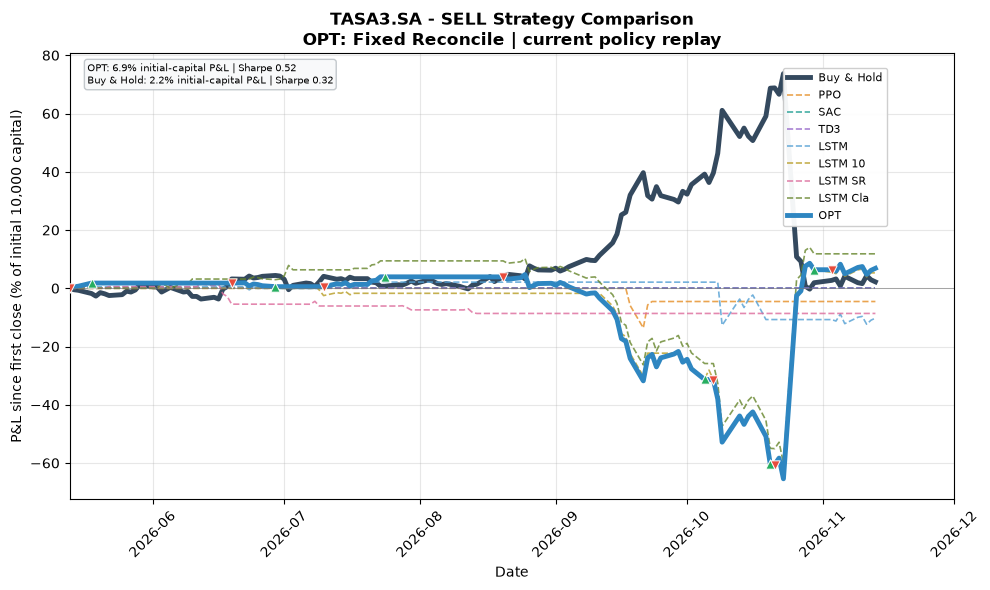 TASA3.SA - SELL Strategy Comparison
OPT: Fixed Reconcile | current policy replay
OPT: 6.9% initial-capital P&L | Sharpe 0.52
Buy & Hold: 2.2% initial-capital P&L | Sharpe 0.32
Buy & Hold
PPO
SAC
TD3
LSTM
LSTM 10
LSTM SR
LSTM Cla
OPT
P&L since first close (% of initial 10,000 capital)
80
60
40
20
0
−20
−40
−60
2026-06
2026-07
2026-08
2026-09
2026-10
2026-11
2026-12
Date